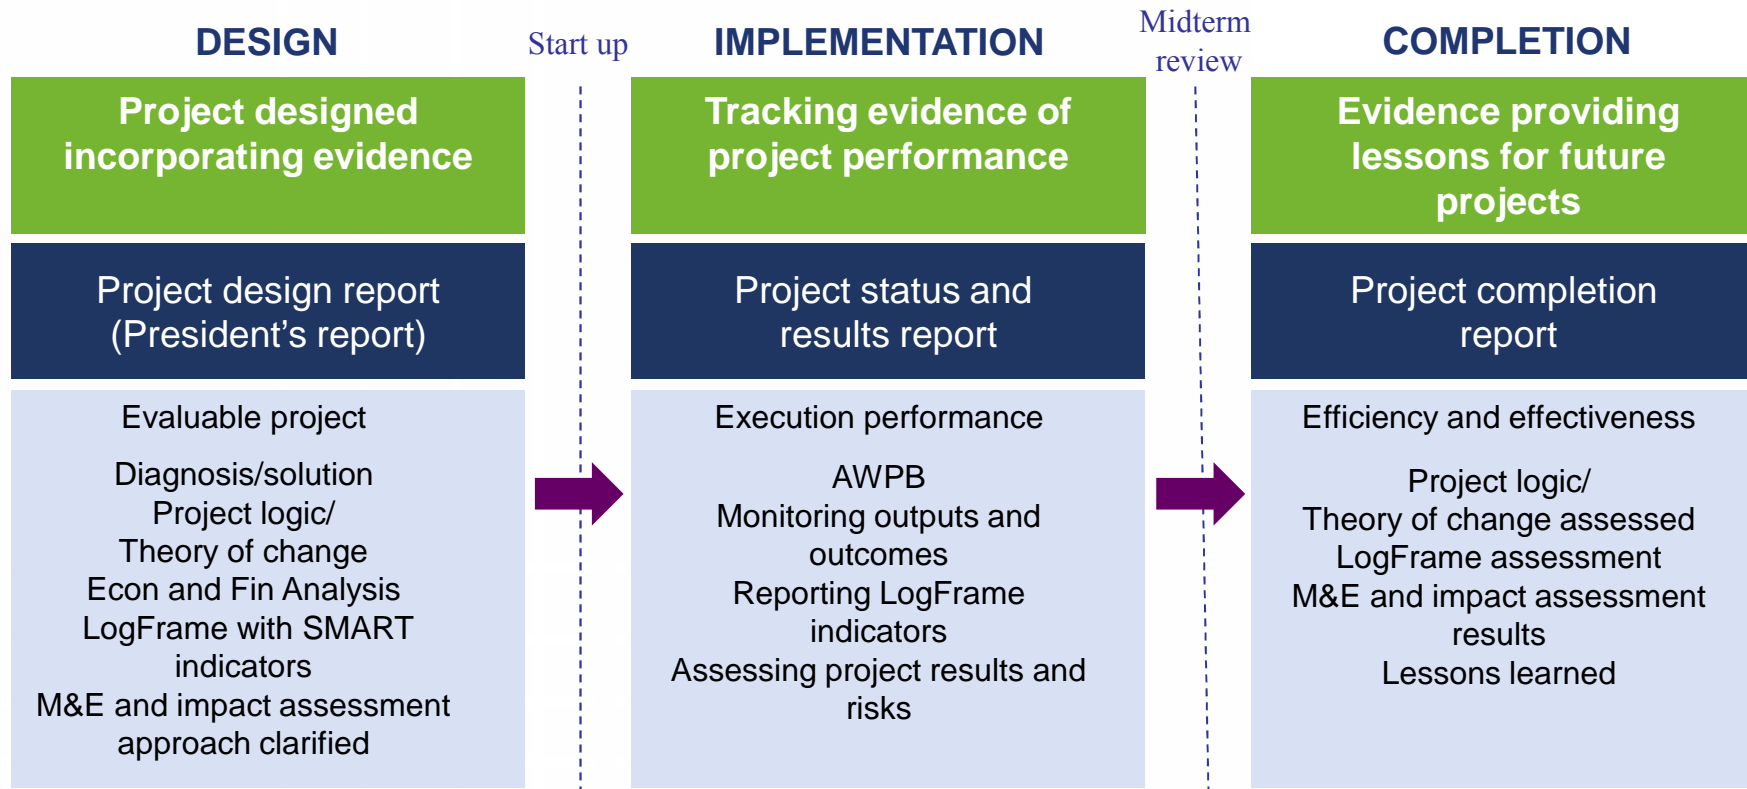 DESIGN
Start up
IMPLEMENTATION
Midterm
review
COMPLETION
Project designed
incorporating evidence
Tracking evidence of
project performance
Evidence providing
lessons for future
projects
Project design report
(President’s report)
Project status and
results report
Project completion
report
Evaluable project
Diagnosis/solution
Project logic/
Theory of change
Econ and Fin Analysis
LogFrame with SMART
indicators
M&E and impact assessment
approach clarified
Execution performance
AWPB
Monitoring outputs and
outcomes
Reporting LogFrame
indicators
Assessing project results and
risks
Efficiency and effectiveness
Project logic/
Theory of change assessed
LogFrame assessment
M&E and impact assessment
results
Lessons learned